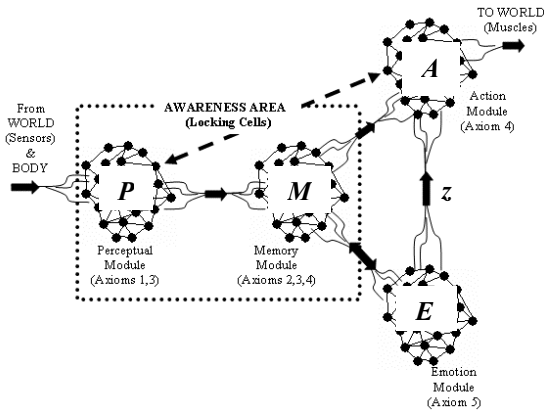 TO WORLD
(Muscles)
A
Action
Module
(Axiom 4)
AWARENESS AREA
(Locking Cells)
From
WORLD
(Sensors)
&
BODY
P
M
z
Perceptual
Module
(Axioms 1,3)
Memory
Module
(Axioms 2,3,4)
E
Emotion
Module
(Axiom 5)